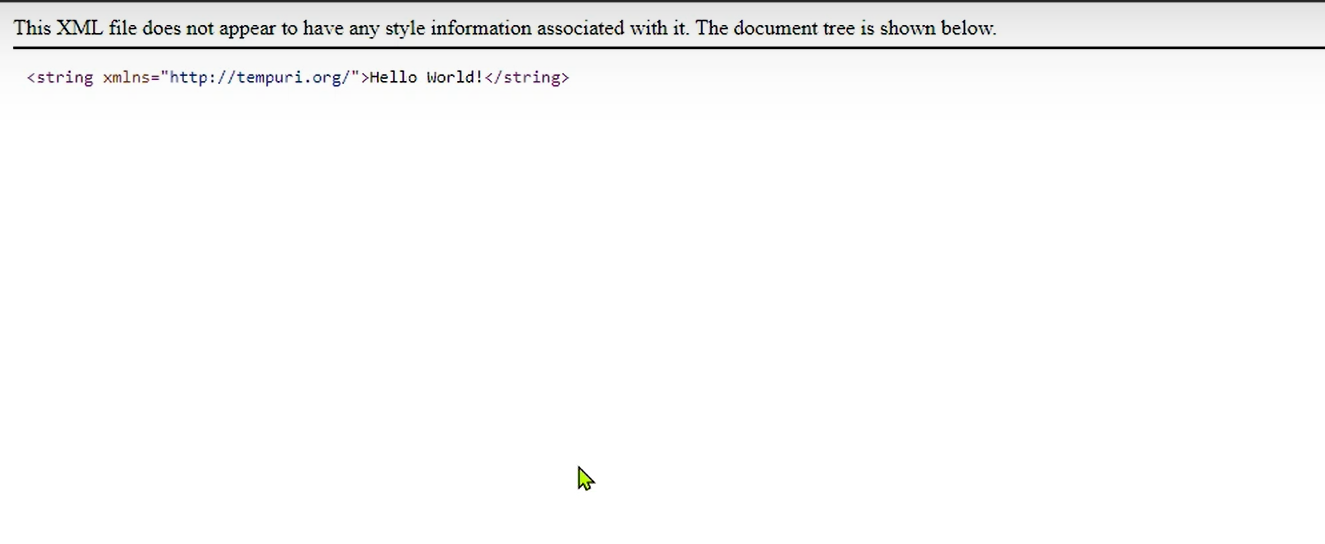 This XML file does not appear to have any style information associated with it. The document tree is shown below.
<string xmlns="http://tempuri.org/">Hello World!</string>